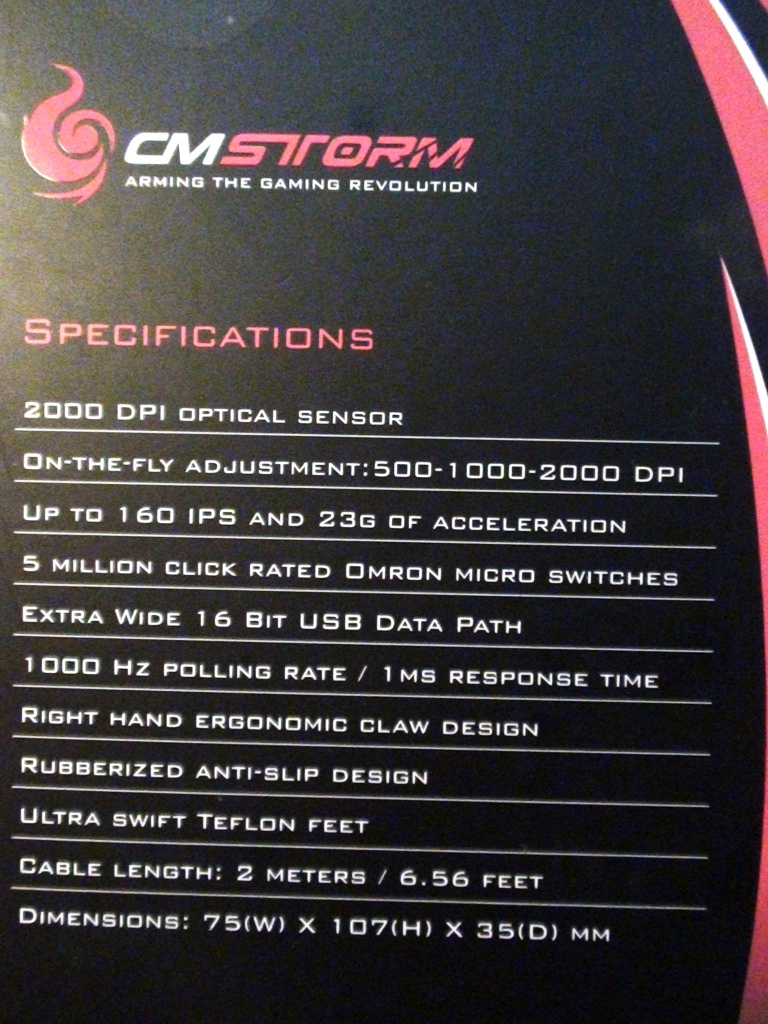 CMSTORM
ARMING THE GAMING REVOLUTION
SPECIFICATIONS
2000 DPI OPTICAL SENSOR
ON-THE-FLY ADJUSTMENT:500-1000-2000 DPI
UP TO 160 IPS AND 23G OF ACCELERATION
5 MILLION CLICK RATED OMRON MICRO SWITCHES
EXTRA WIDE 16 BIT USB DATA PATH
1000 HZ POLLING RATE / 1MS RESPONSE TIME
RIGHT HAND ERGONOMIC CLAW DESIGN
RUBBERIZED ANTI-SLIP DESIGN
ULTRA SWIFT TEFLON FEET
CABLE LENGTH: 2 METERS / 6.56 FEET
DIMENSIONS: 75(W) X 107(H) X 35(D) MM